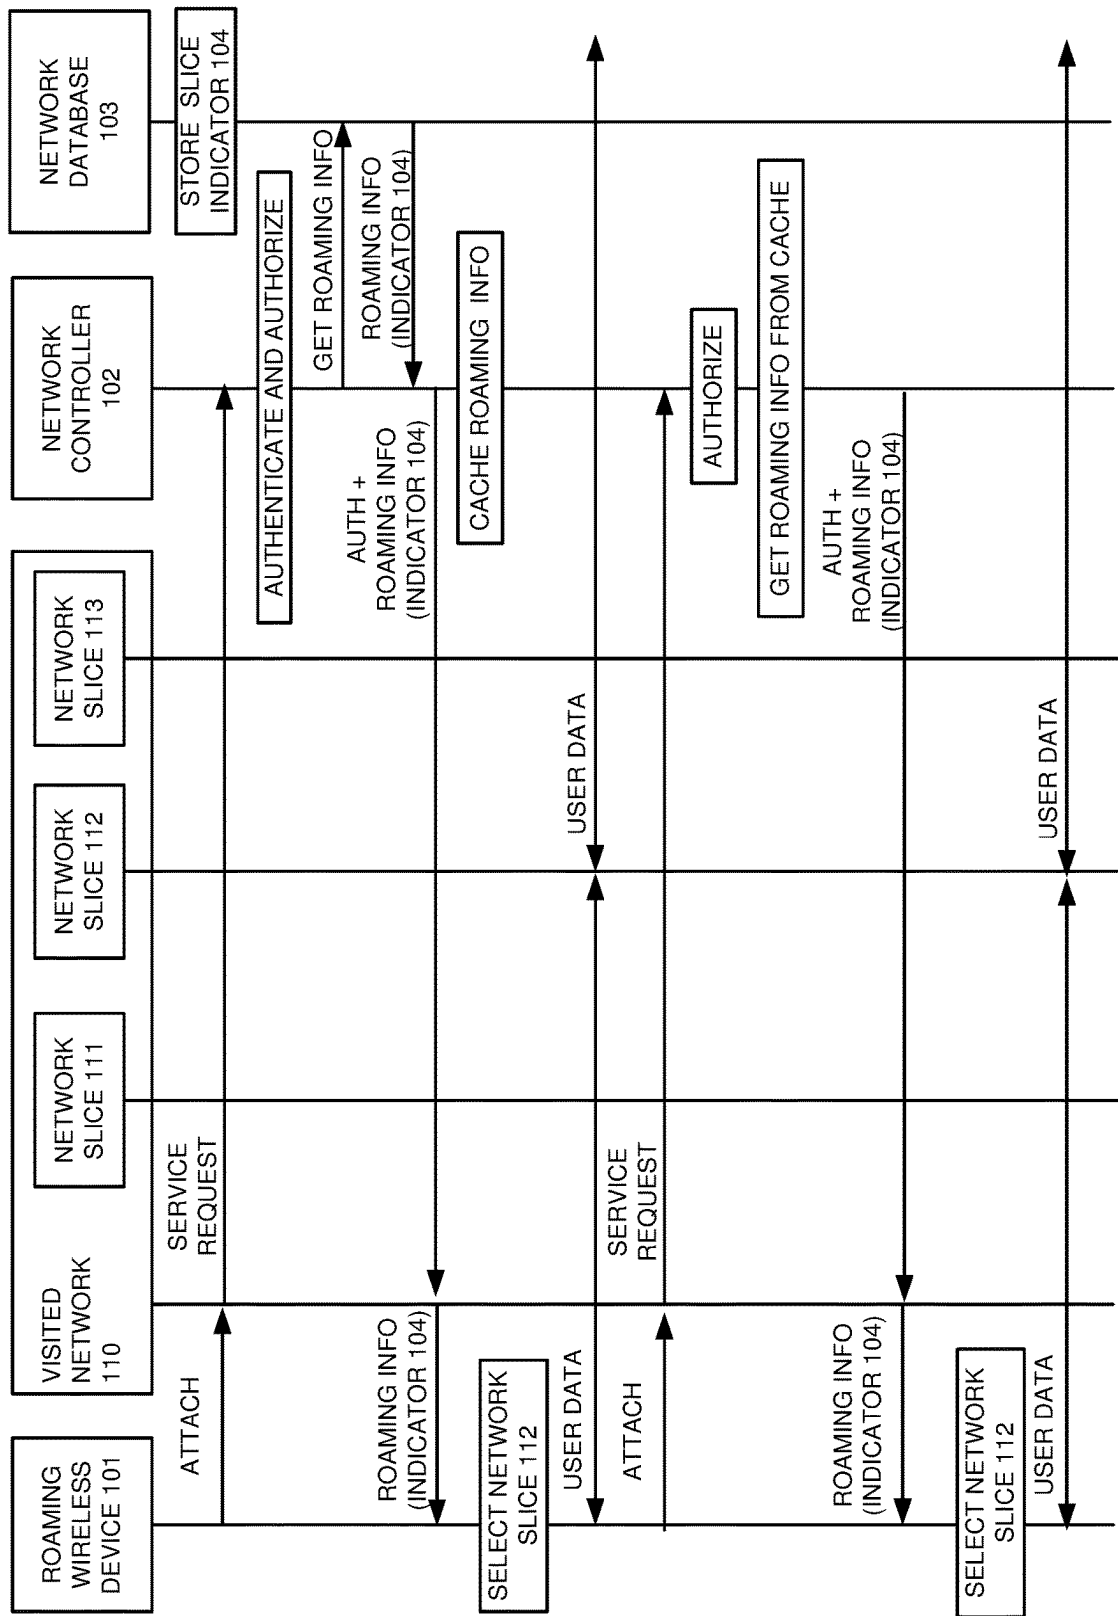 ROAMING
WIRELESS
DEVICE 101
VISITED
NETWORK
110
NETWORK
SLICE 111
NETWORK
SLICE 112
NETWORK
SLICE 113
NETWORK
CONTROLLER
102
NETWORK
DATABASE
103
STORE SLICE
INDICATOR 104
ATTACH
SERVICE
REQUEST
AUTHENTICATE AND AUTHORIZE
GET ROAMING INFO
ROAMING INFO
(INDICATOR 104)
AUTH +
ROAMING INFO
(INDICATOR 104)
ROAMING INFO
(INDICATOR 104)
CACHE ROAMING INFO
SELECT NETWORK
SLICE 112
USER DATA
USER DATA
ATTACH
SERVICE
REQUEST
AUTHORIZE
GET ROAMING INFO FROM CACHE
AUTH +
ROAMING INFO
(INDICATOR 104)
ROAMING INFO
(INDICATOR 104)
SELECT NETWORK
SLICE 112
USER DATA
USER DATA